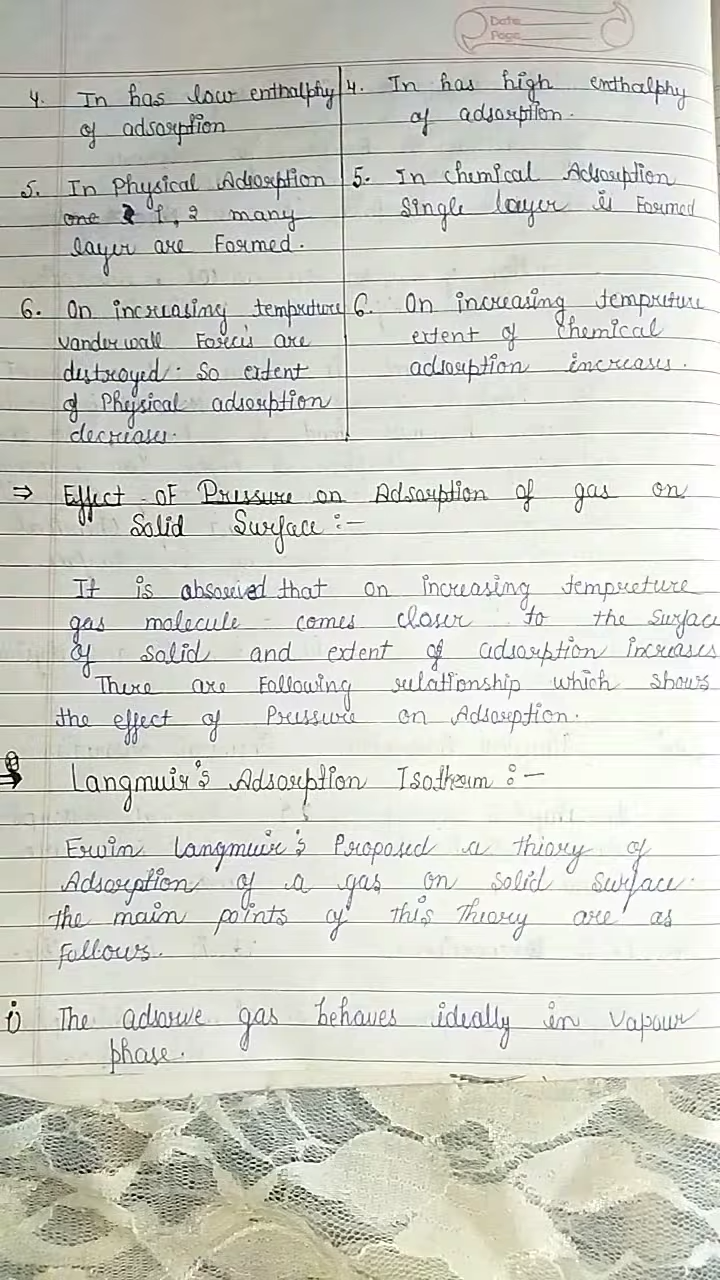 Date
Page
4. In has low enthalphy
of adsorption
5. In Physical Adsorption
1, 2 many
layer are Formed.
6. On increasing tempruture
vanderwall Forcis are
destroyed. So extent
of Physical adsorption
decreases.
4. In has high enthalphy
of adsorption.
5. In chemical Adsorption
Single layer is Formed
6. On increasing tempruture
extent of Chemical
adsorption increases.
⇒ Effect of Pressure on Adsorption of gas on
Solid Surface :-
It is absorved that on increasing tempreture
gas molecule comes closer to the Surfac
of Solid and extent of adsorption increases
There are Following relationship which shows
the effect of Pressure on Adsorption.
⇒ Langmuir's Adsorption Isotherm :-
Erwin Langmuir's Proposed a thiory of
Adsorption of a gas on Solid Surface.
the main points of this Theory are as
Follows.
i) The adsorve gas behaves ideally in Vapour
phase.